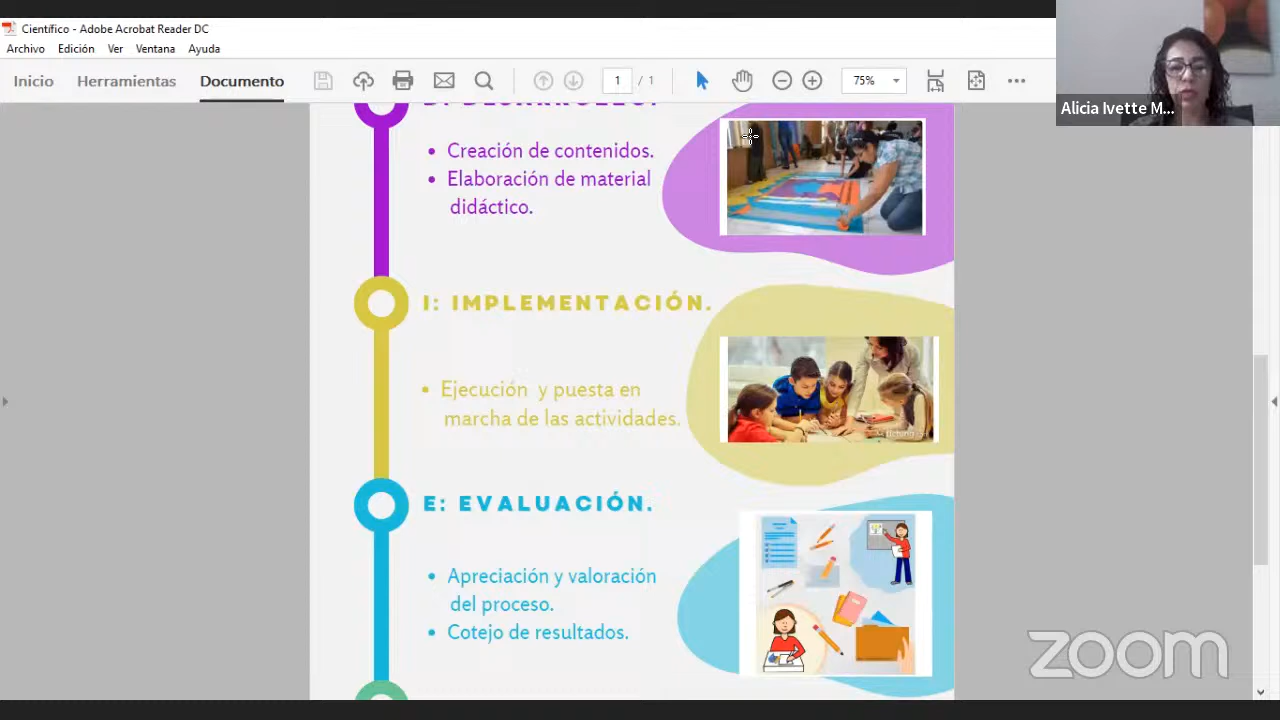 Científico - Adobe Acrobat Reader DC
Archivo Edición Ver Ventana Ayuda
Inicio Herramientas Documento 1 / 1 75%
Alicia Ivette M...
D: DESARROLLO.
• Creación de contenidos.
• Elaboración de material
didáctico.
I: IMPLEMENTACIÓN.
• Ejecución y puesta en
marcha de las actividades.
E: EVALUACIÓN.
• Apreciación y valoración
del proceso.
• Cotejo de resultados.
zoom